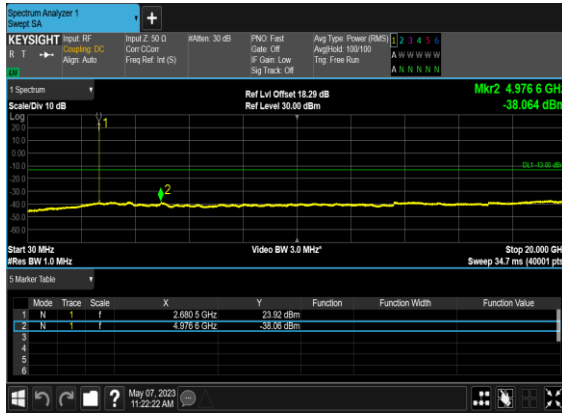 Spectrum Analyzer 1
Swept SA
+
KEYSIGHT Input: RF Input Z: 50 Ω #Atten: 30 dB PNO: Fast Avg Type: Power (RMS) 1 2 3 4 5 6
R T Coupling: DC Corr CCorr Gate: Off Avg|Hold: 100/100 A W W W W W
Align: Auto Freq Ref: Int (S) IF Gain: Low Trig: Free Run
Sig Track: Off A N N N N N
1 Spectrum
Scale/Div 10 dB
Ref Lvl Offset 18.29 dB
Ref Level 30.00 dBm
Mkr2 4.976 6 GHz
-38.064 dBm
Log
20.0
10.0
0.00
-10.0
-20.0
-30.0
-40.0
-50.0
-60.0
1
2
DL1 -13.00 dBm
Start 30 MHz Video BW 3.0 MHz* Stop 20.000 GH
#Res BW 1.0 MHz Sweep 34.7 ms (40001 pts
5 Marker Table
Mode Trace Scale X Y Function Function Width Function Value
1 N 1 f 2.680 5 GHz 23.92 dBm
2 N 1 f 4.976 6 GHz -38.06 dBm
3
4
5
6
? May 07, 2023
11:22:22 AM